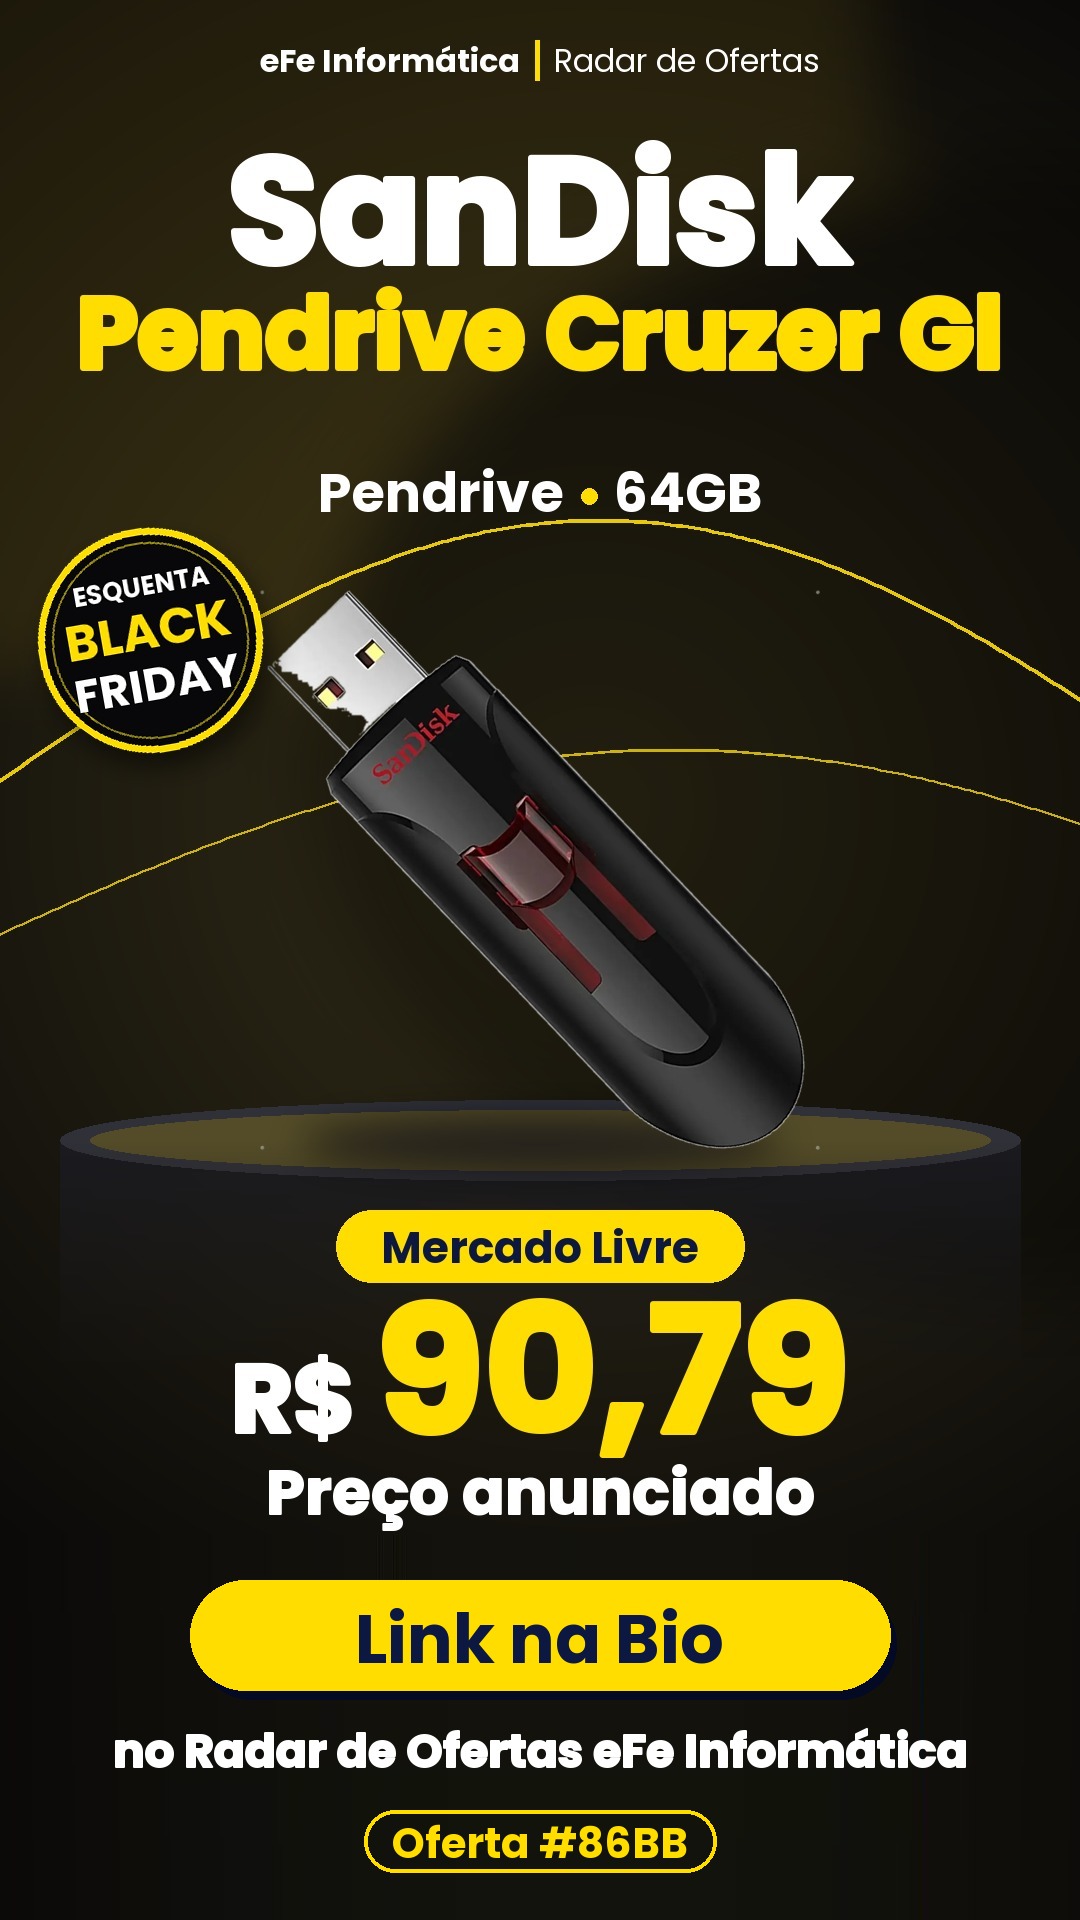 eFe Informática | Radar de Ofertas
SanDisk
Pendrive Cruzer Gl
Pendrive • 64GB
ESQUENTA
BLACK
FRIDAY
SanDisk
Mercado Livre
R$ 90,79
Preço anunciado
Link na Bio
no Radar de Ofertas eFe Informática
Oferta #86BB